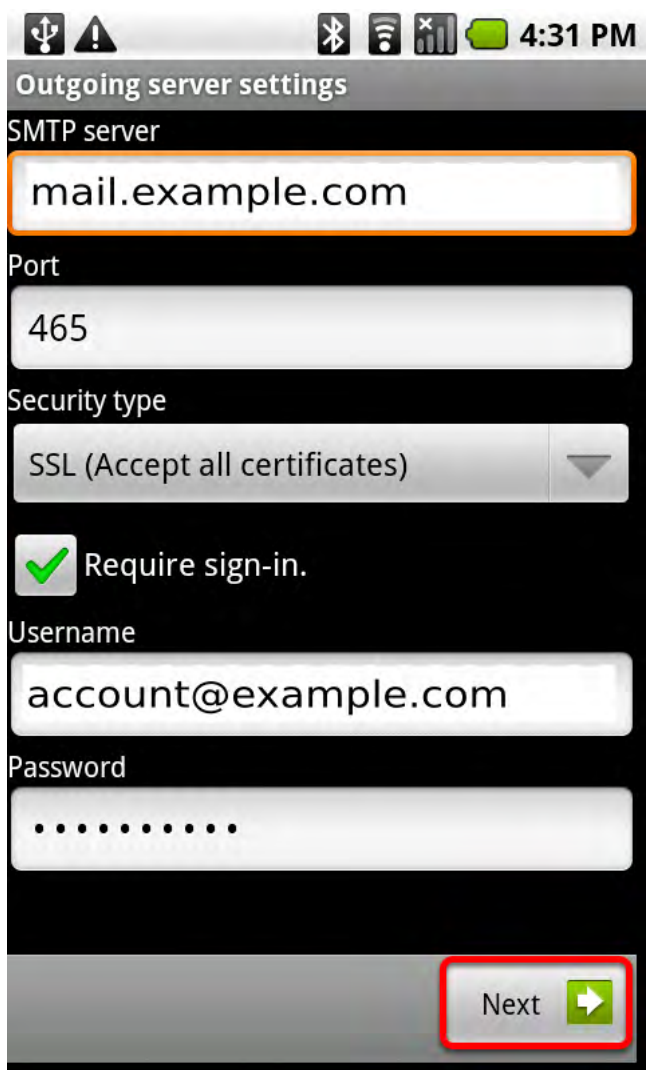 4:31 PM
Outgoing server settings
SMTP server
mail.example.com
Port
465
Security type
SSL (Accept all certificates)
Require sign-in.
Username
account@example.com
Password
••••••••••
Next